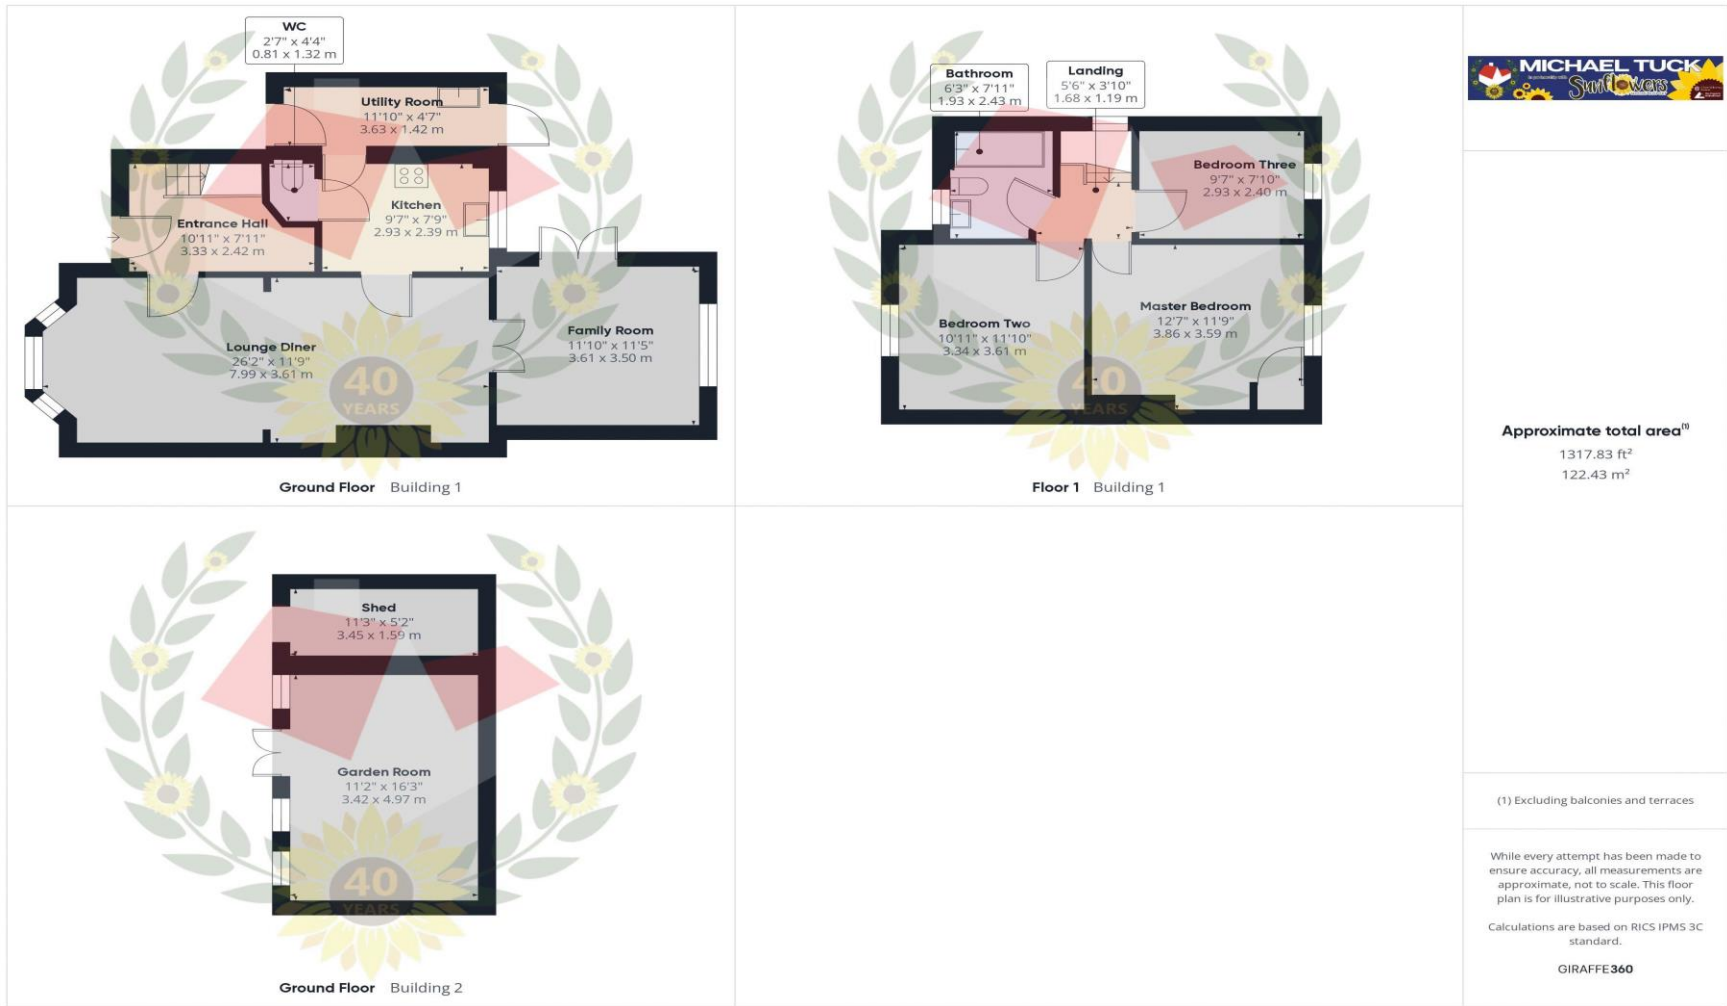 WC
2'7" x 4'4"
0.81 x 1.32 m
Utility Room
11'10" x 4'7"
3.63 x 1.42 m
Kitchen
9'7" x 7'9"
2.93 x 2.39 m
Entrance Hall
10'11" x 7'11"
3.33 x 2.42 m
Lounge Diner
26'2" x 11'9"
7.99 x 3.61 m
Family Room
11'10" x 11'5"
3.61 x 3.50 m
40
YEARS
Ground Floor Building 1
Bathroom
6'3" x 7'11"
1.93 x 2.43 m
Landing
5'6" x 3'10"
1.68 x 1.19 m
Bedroom Three
9'7" x 7'10"
2.93 x 2.40 m
Master Bedroom
12'7" x 11'9"
3.86 x 3.59 m
Bedroom Two
10'11" x 11'10"
3.34 x 3.61 m
40
YEARS
Floor 1 Building 1
Shed
11'3" x 5'2"
3.45 x 1.59 m
Garden Room
11'2" x 16'3"
3.42 x 4.97 m
40
YEARS
Ground Floor Building 2
MICHAEL TUCK
Sunflowers
Approximate total area(1)
1317.83 ft²
122.43 m²
(1) Excluding balconies and terraces
While every attempt has been made to
ensure accuracy, all measurements are
approximate, not to scale. This floor
plan is for illustrative purposes only.
Calculations are based on RICS IPMS 3C
standard.
GIRAFFE360